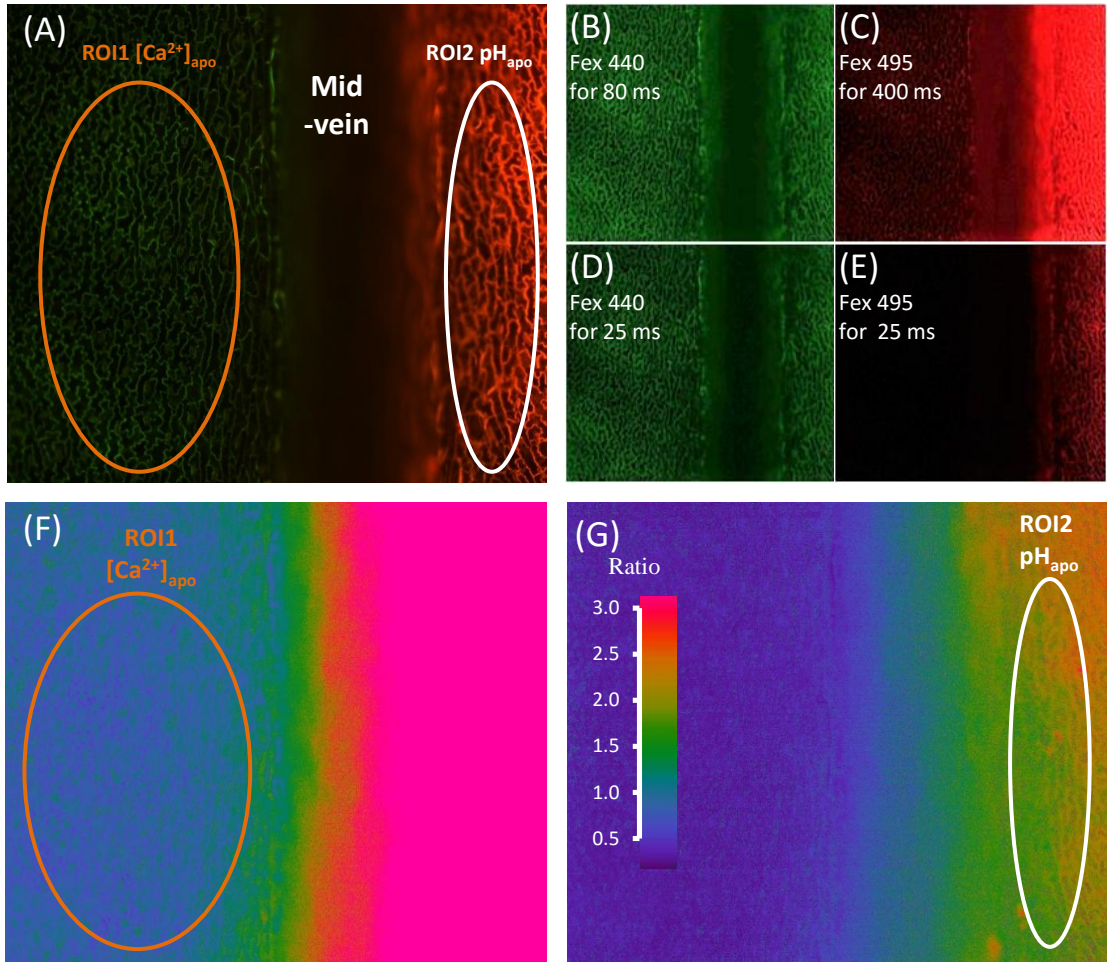 (A)
ROI1 [Ca²⁺]apo
ROI2 pHapo
Mid
-vein
(B)
Fex 440
for 80 ms
(C)
Fex 495
for 400 ms
(D)
Fex 440
for 25 ms
(E)
Fex 495
for 25 ms
(F)
ROI1
[Ca²⁺]apo
(G)
ROI2
pHapo
Ratio
3.0
2.5
2.0
1.5
1.0
0.5